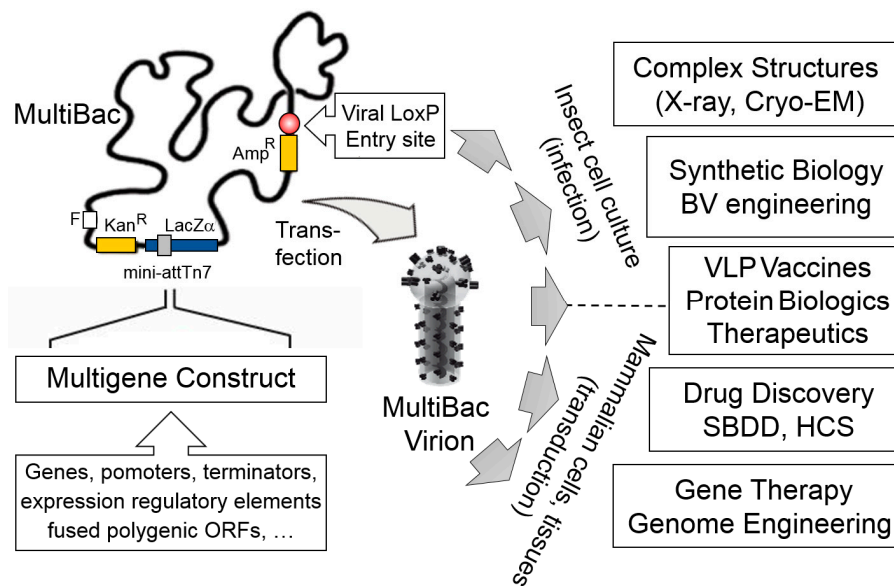 MultiBac
Viral LoxP
Entry site
Amp^R
F
Kan^R
LacZα
mini-attTn7
Trans-
fection
Multigene Construct
Genes, pomoters, terminators,
expression regulatory elements
fused polygenic ORFs, …
MultiBac
Virion
Insect cell culture
(infection)
Mammalian cells, tissues
(transduction)
Complex Structures
(X-ray, Cryo-EM)
Synthetic Biology
BV engineering
VLP Vaccines
Protein Biologics
Therapeutics
Drug Discovery
SBDD, HCS
Gene Therapy
Genome Engineering